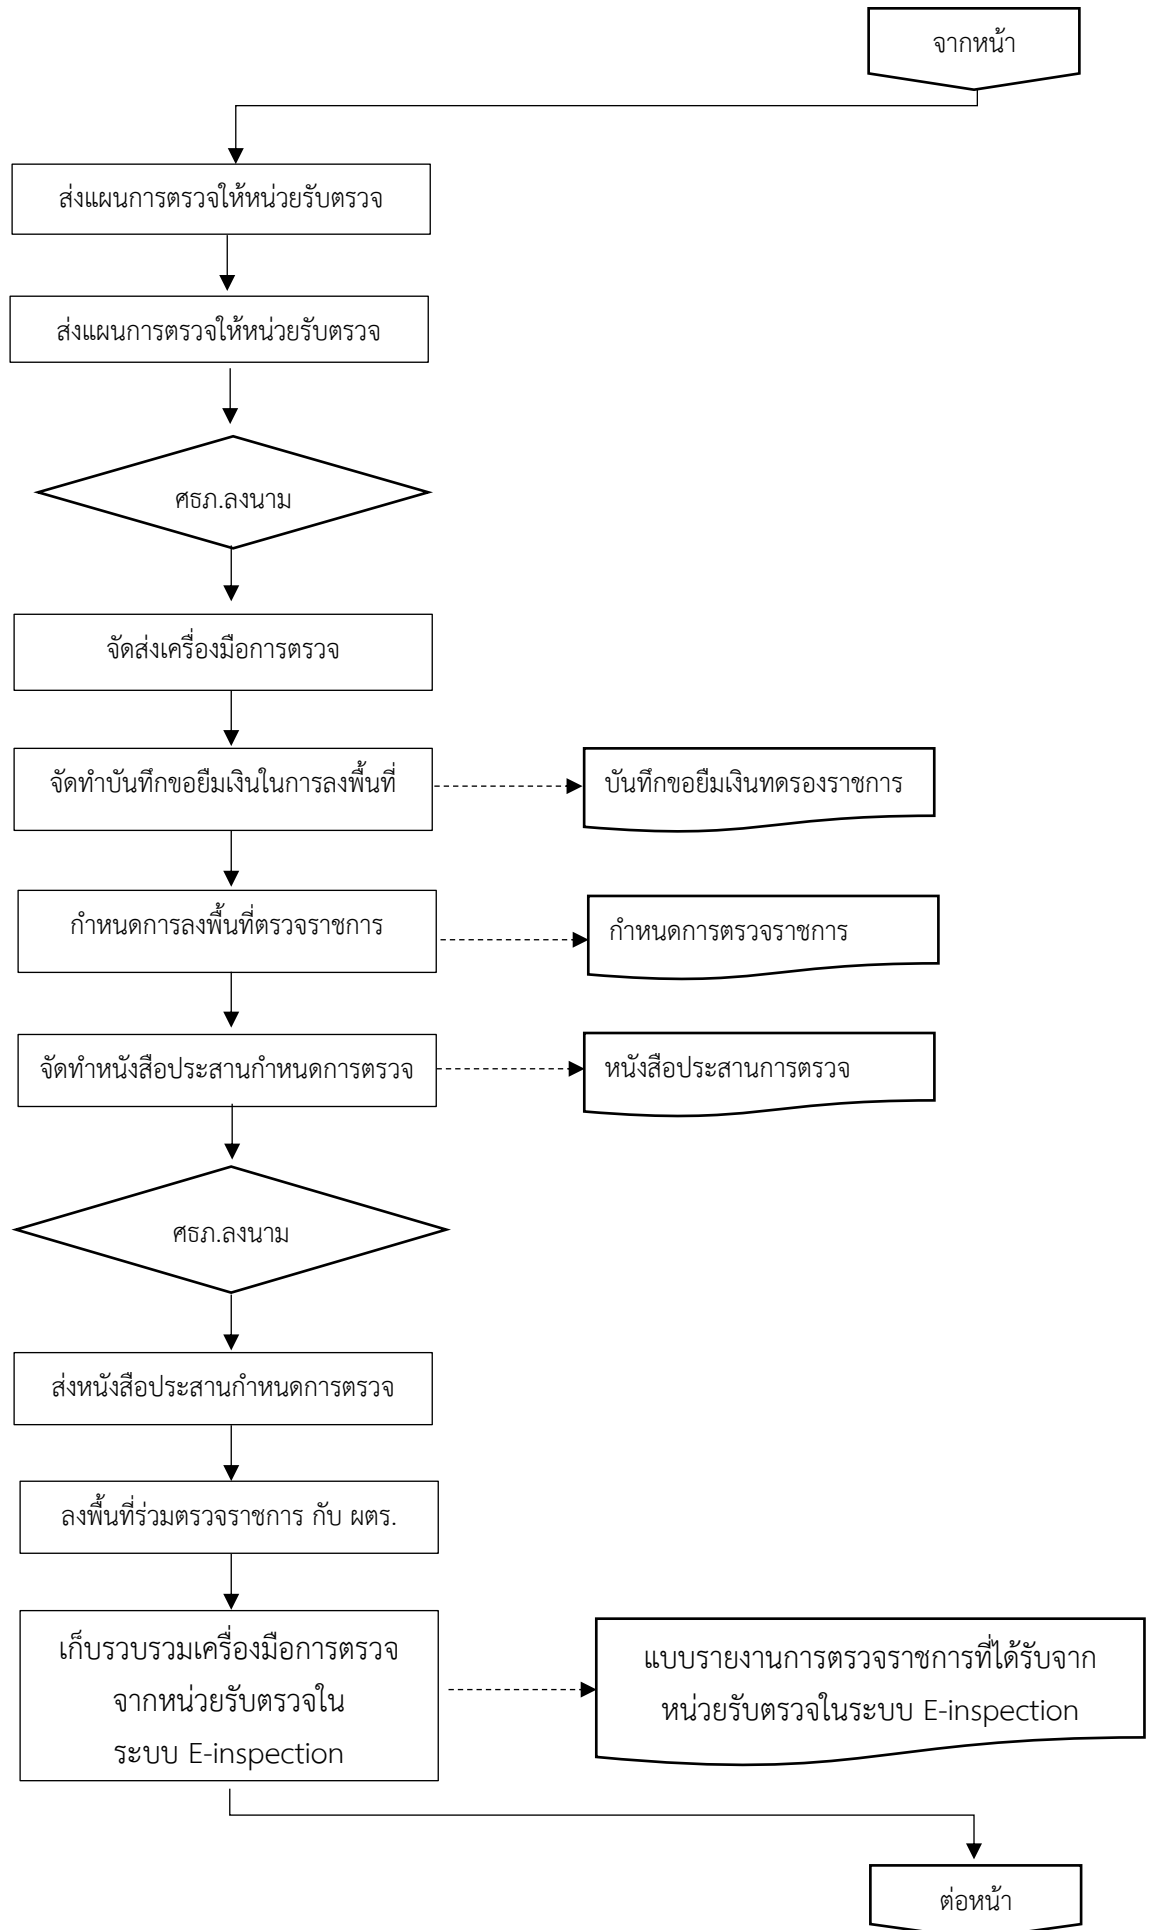 จากหน้า
ส่งแผนการตรวจให้หน่วยรับตรวจ
ส่งแผนการตรวจให้หน่วยรับตรวจ
ศธภ.ลงนาม
จัดส่งเครื่องมือการตรวจ
จัดทำบันทึกขอยืมเงินในการลงพื้นที่
บันทึกขอยืมเงินทดรองราชการ
กำหนดการลงพื้นที่ตรวจราชการ
กำหนดการตรวจราชการ
จัดทำหนังสือประสานกำหนดการตรวจ
หนังสือประสานการตรวจ
ศธภ.ลงนาม
ส่งหนังสือประสานกำหนดการตรวจ
ลงพื้นที่ร่วมตรวจราชการ กับ ผตร.
เก็บรวบรวมเครื่องมือการตรวจ
จากหน่วยรับตรวจใน
ระบบ E-inspection
แบบรายงานการตรวจราชการที่ได้รับจาก
หน่วยรับตรวจในระบบ E-inspection
ต่อหน้า